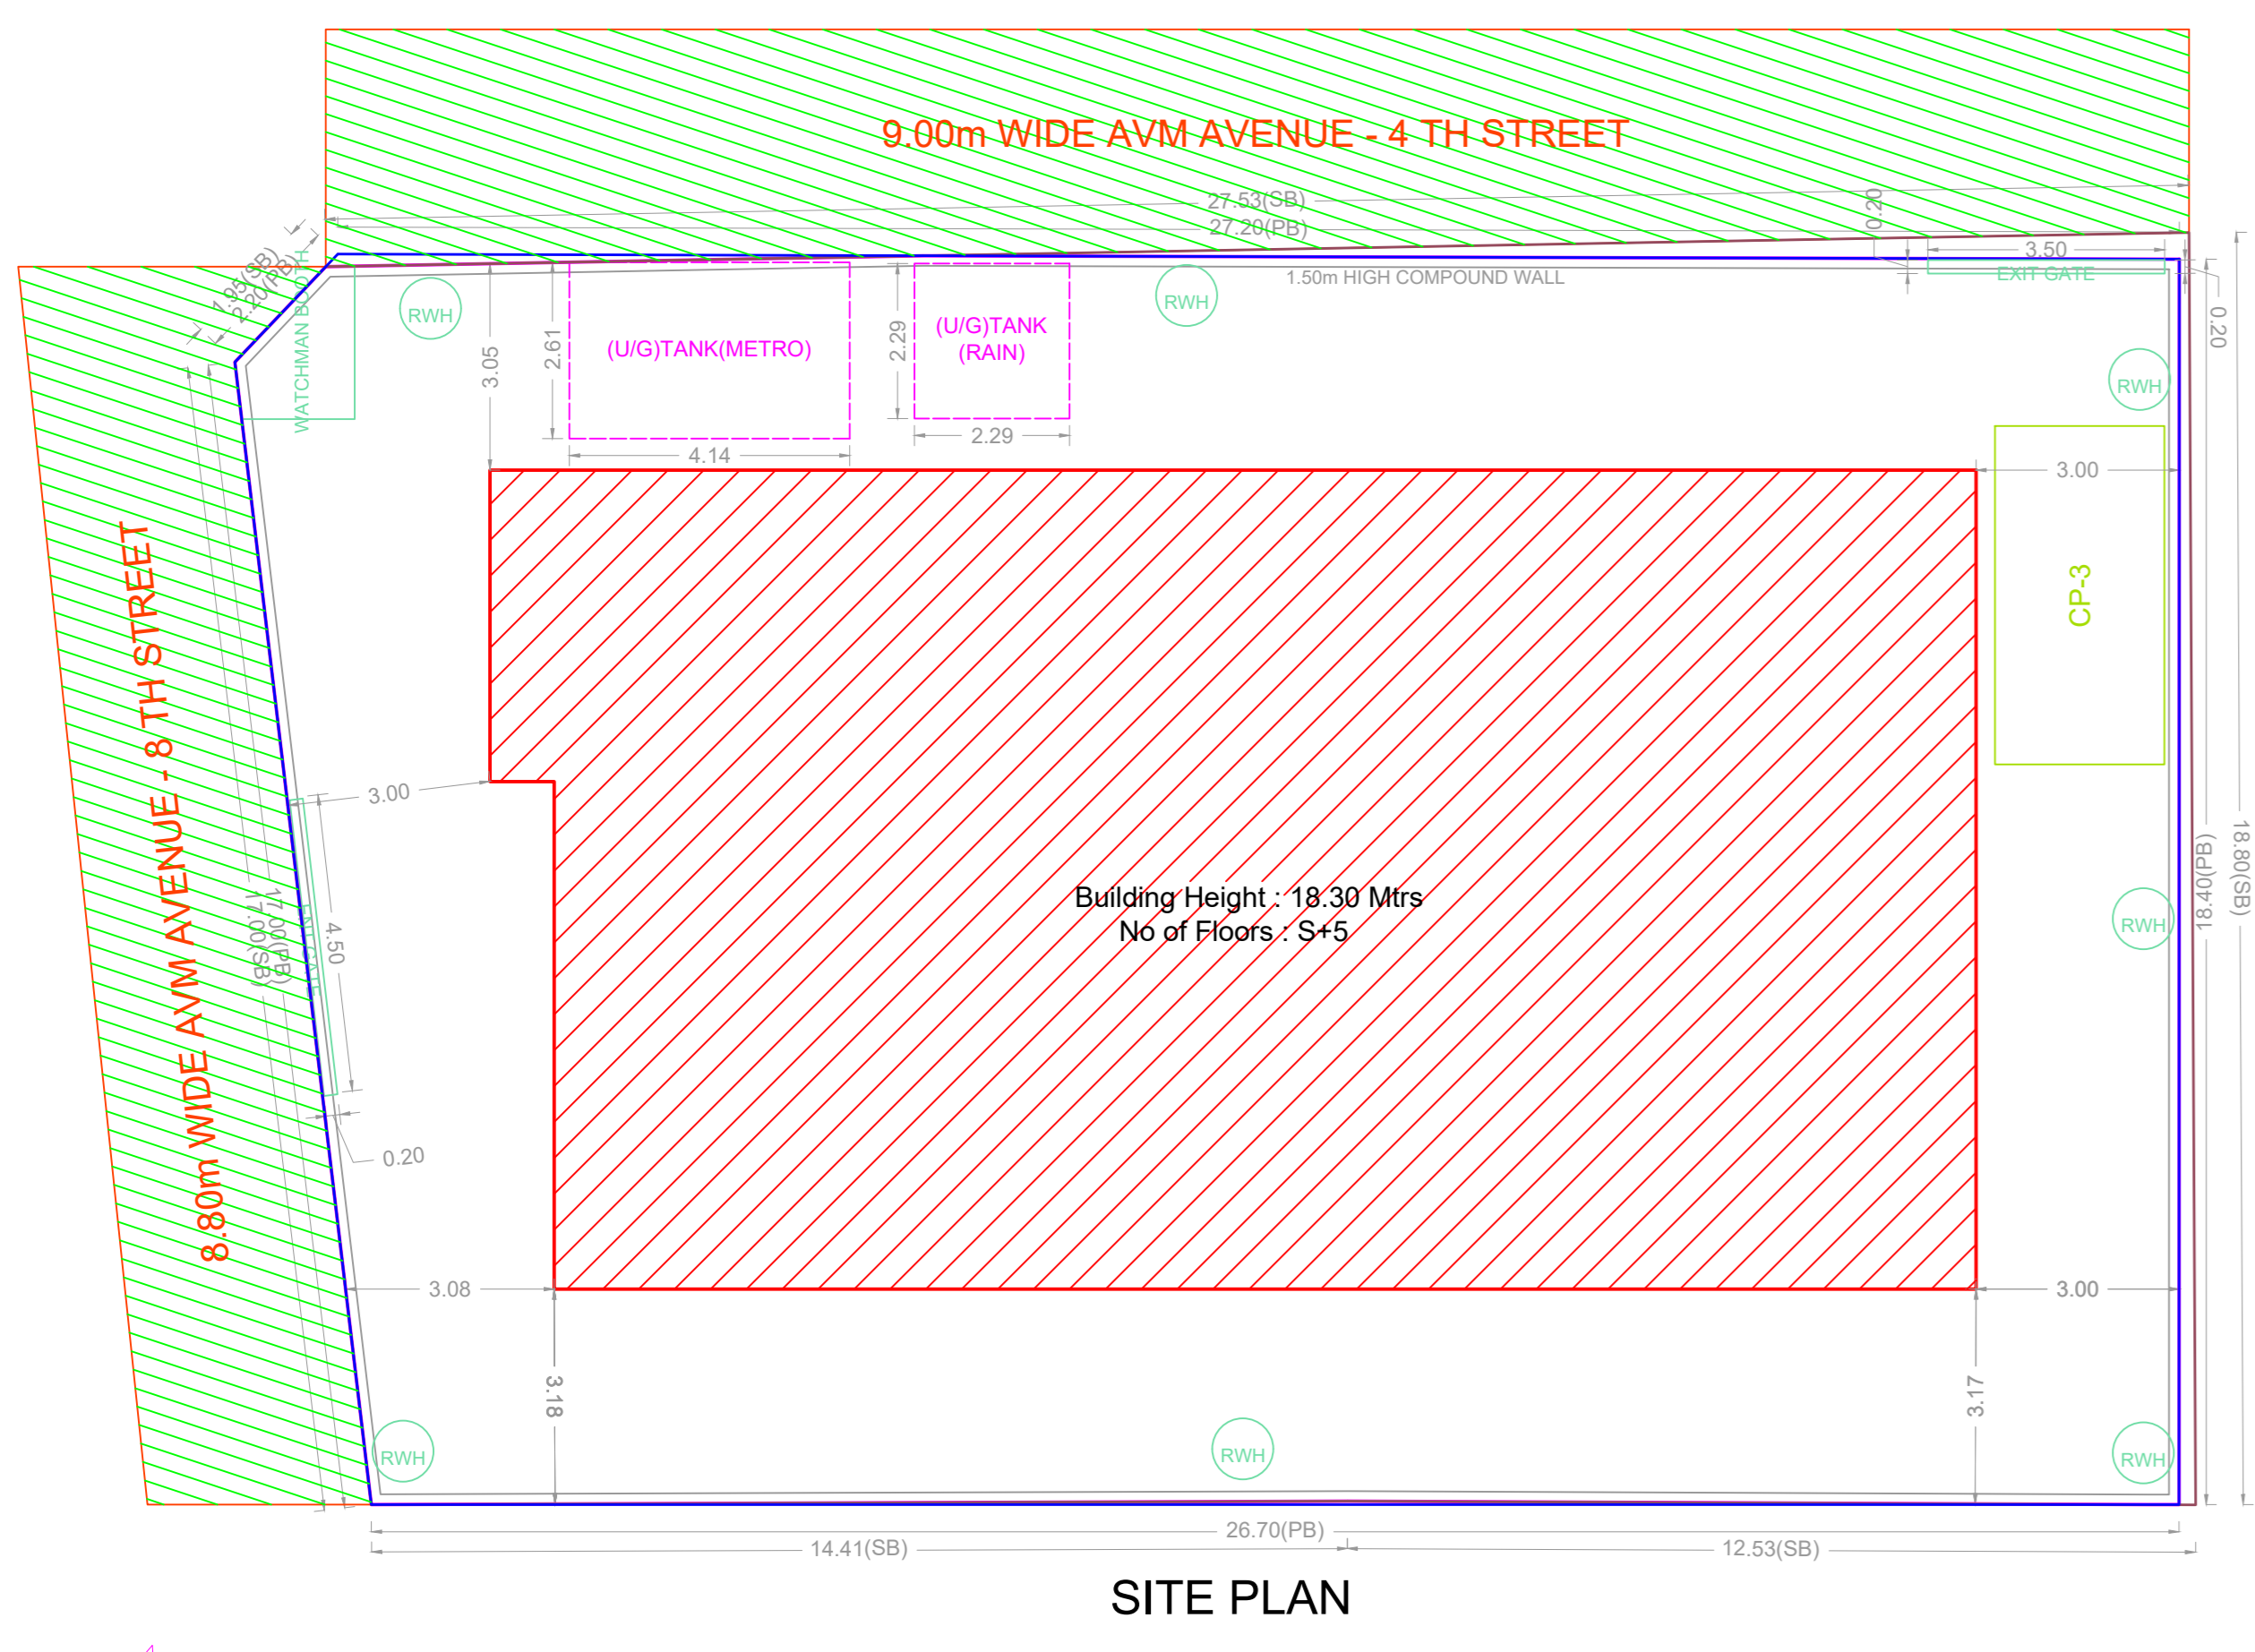 9.00m WIDE AVM AVENUE - 4 TH STREET
27.53(SB)
27.20(PB)
0.20
3.50
EXIT GATE
1.50m HIGH COMPOUND WALL
0.20
1.95(SB)
2.20(PB)
WATCHMAN BOOTH
RWH
3.05
2.61
(U/G)TANK(METRO)
4.14
2.29
(U/G)TANK
(RAIN)
2.29
RWH
RWH
3.00
CP-3
8.80m WIDE AVM AVENUE - 8 TH STREET
3.00
17.00(PB)
17.00(SB)
4.50
0.20
Building Height : 18.30 Mtrs
No of Floors : S+5
18.40(PB)
18.80(SB)
RWH
3.08
3.00
3.18
3.17
RWH
RWH
RWH
26.70(PB)
14.41(SB)
12.53(SB)
SITE PLAN